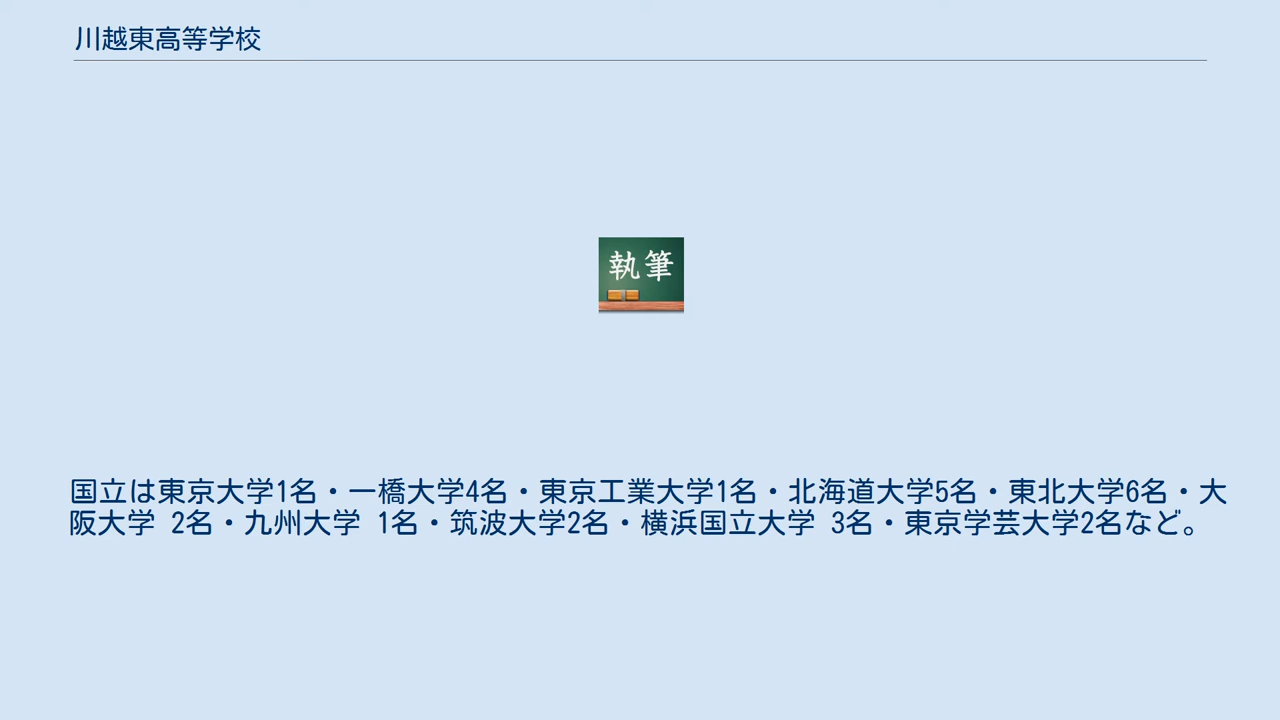 川越東高等学校
執筆
国立は東京大学1名・一橋大学4名・東京工業大学1名・北海道大学5名・東北大学6名・大
阪大学 2名・九州大学 1名・筑波大学2名・横浜国立大学 3名・東京学芸大学2名など。